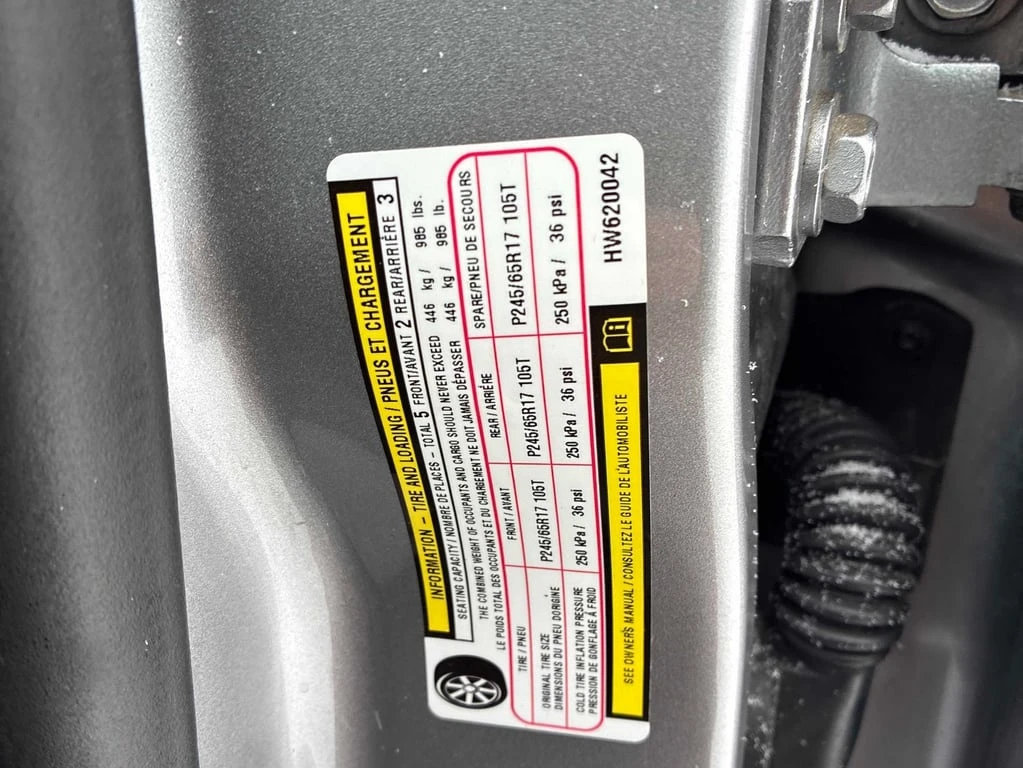 INFORMATION – TIRE AND LOADING / PNEUS ET CHARGEMENT
SEATING CAPACITY / NOMBRE DE PLACES – TOTAL 5 FRONT/AVANT 2 REAR/ARRIÈRE 3
THE COMBINED WEIGHT OF OCCUPANTS AND CARGO SHOULD NEVER EXCEED 446 kg / 985 lbs.
LE POIDS TOTAL DES OCCUPANTS ET DU CHARGEMENT NE DOIT JAMAIS DÉPASSER 446 kg / 985 lb.
TIRE / PNEU FRONT / AVANT REAR / ARRIÈRE SPARE/PNEU DE SECOURS
ORIGINAL TIRE SIZE
DIMENSIONS DU PNEU DORIGINE
P245/65R17 105T P245/65R17 105T P245/65R17 105T
COLD TIRE INFLATION PRESSURE
PRESSION DE GONFLAGE À FROID
250 kPa / 36 psi 250 kPa / 36 psi 250 kPa / 36 psi
SEE OWNER'S MANUAL / CONSULTEZ LE GUIDE DE L'AUTOMOBILISTE
HW620042